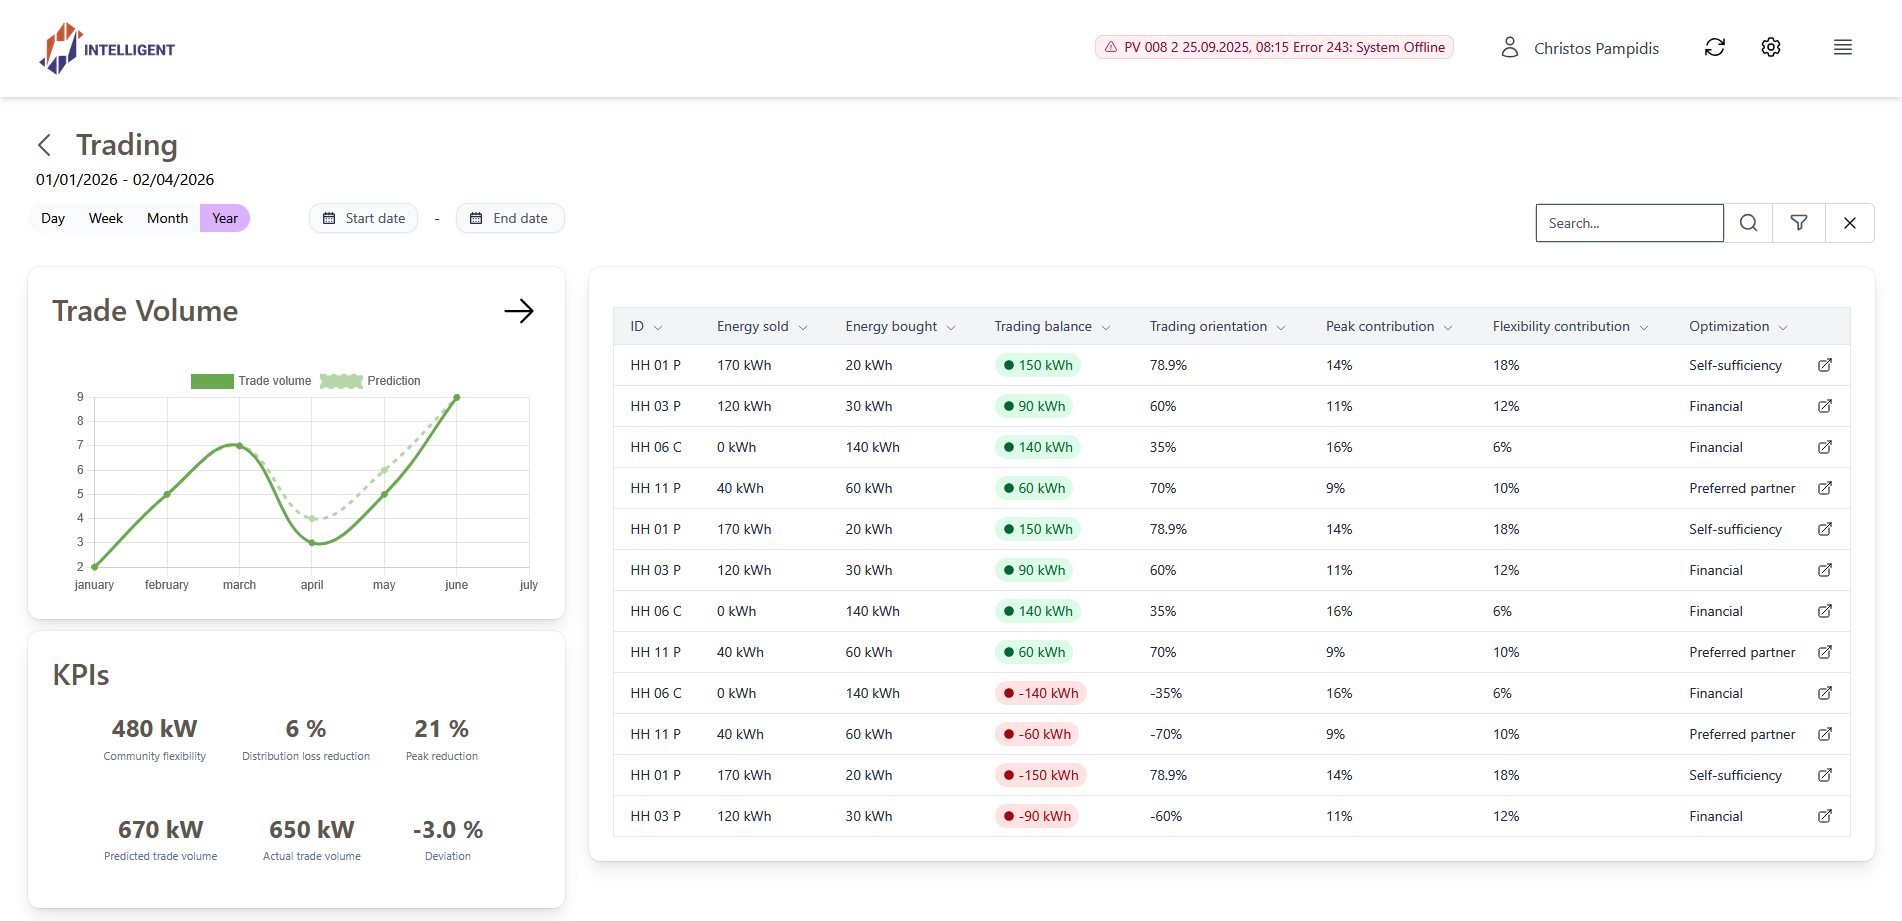 INTELLIGENT
PV 008 2 25.09.2025, 08:15 Error 243: System Offline
Christos Pampidis
Trading
01/01/2026 - 02/04/2026
Day Week Month Year
Start date - End date
Search...
Trade Volume
Trade volume Prediction
9
8
7
6
5
4
3
2
january february march april may june july
KPIs
480 kW 6 % 21 %
Community flexibility Distribution loss reduction Peak reduction
670 kW 650 kW -3.0 %
Predicted trade volume Actual trade volume Deviation
ID Energy sold Energy bought Trading balance Trading orientation Peak contribution Flexibility contribution Optimization
HH 01 P 170 kWh 20 kWh 150 kWh 78.9% 14% 18% Self-sufficiency
HH 03 P 120 kWh 30 kWh 90 kWh 60% 11% 12% Financial
HH 06 C 0 kWh 140 kWh 140 kWh 35% 16% 6% Financial
HH 11 P 40 kWh 60 kWh 60 kWh 70% 9% 10% Preferred partner
HH 01 P 170 kWh 20 kWh 150 kWh 78.9% 14% 18% Self-sufficiency
HH 03 P 120 kWh 30 kWh 90 kWh 60% 11% 12% Financial
HH 06 C 0 kWh 140 kWh 140 kWh 35% 16% 6% Financial
HH 11 P 40 kWh 60 kWh 60 kWh 70% 9% 10% Preferred partner
HH 06 C 0 kWh 140 kWh -140 kWh -35% 16% 6% Financial
HH 11 P 40 kWh 60 kWh -60 kWh -70% 9% 10% Preferred partner
HH 01 P 170 kWh 20 kWh -150 kWh 78.9% 14% 18% Self-sufficiency
HH 03 P 120 kWh 30 kWh -90 kWh -60% 11% 12% Financial